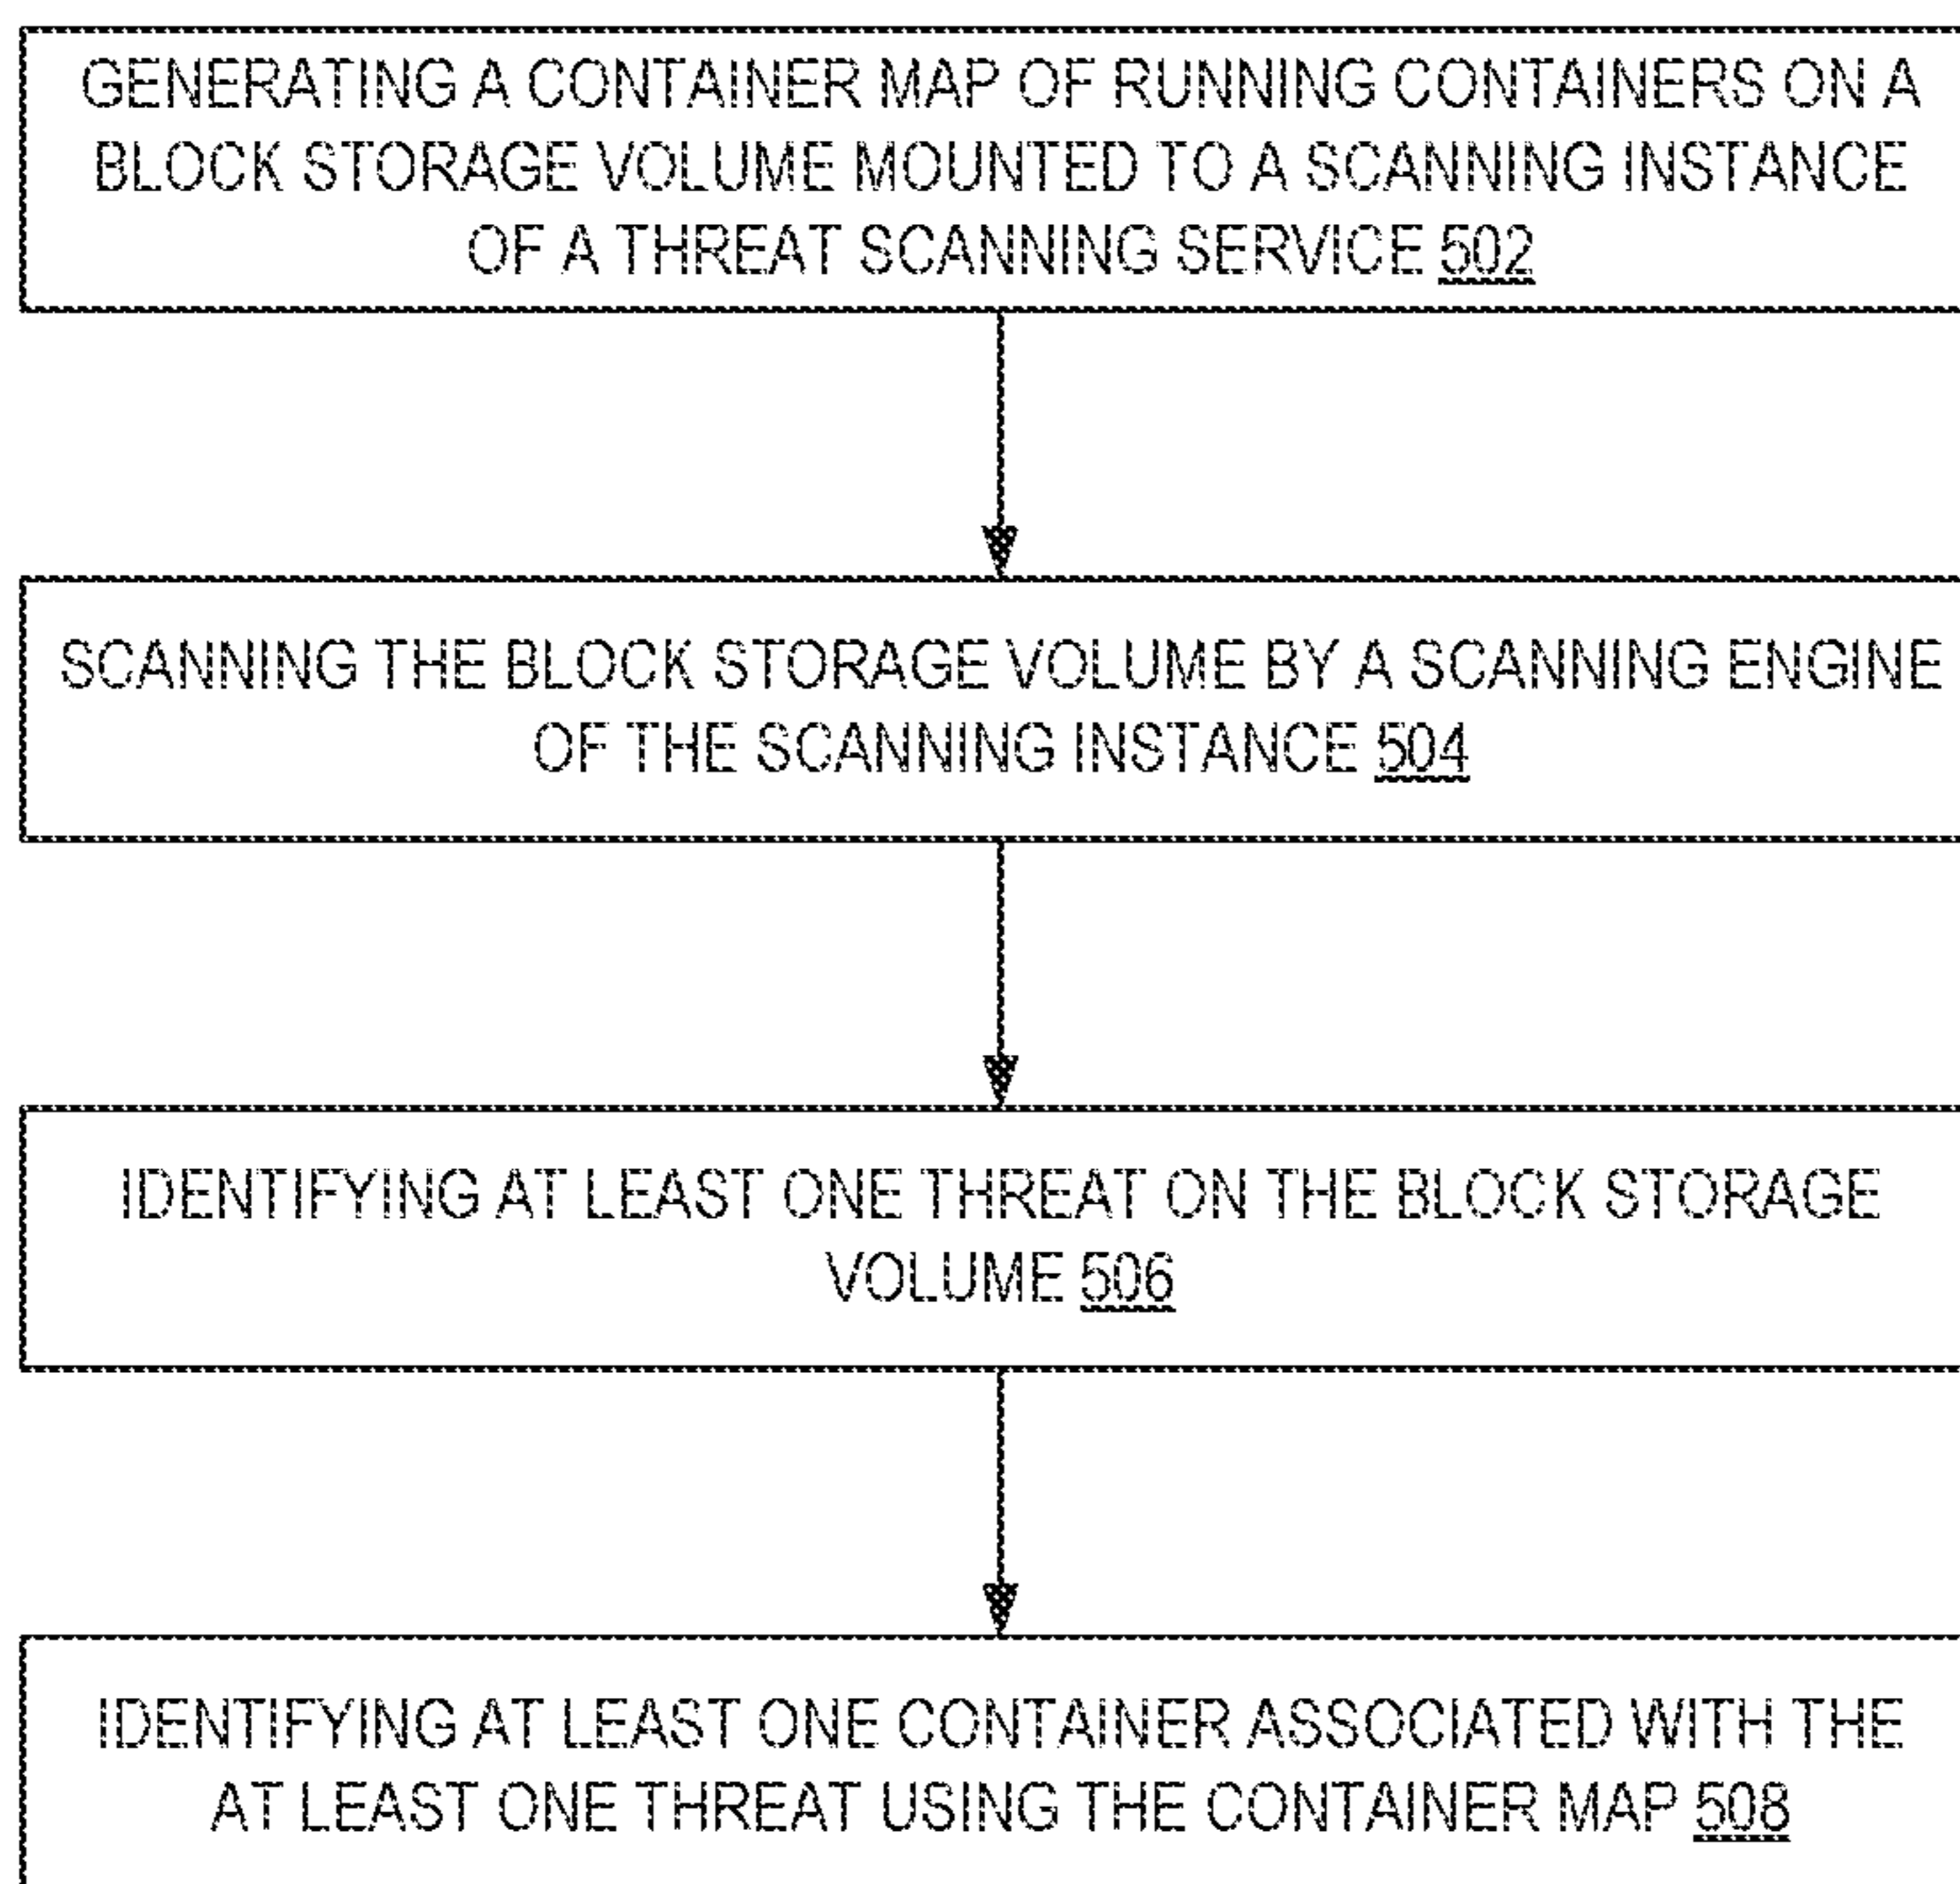 GENERATING A CONTAINER MAP OF RUNNING CONTAINERS ON A
BLOCK STORAGE VOLUME MOUNTED TO A SCANNING INSTANCE
OF A THREAT SCANNING SERVICE 502
SCANNING THE BLOCK STORAGE VOLUME BY A SCANNING ENGINE
OF THE SCANNING INSTANCE 504
IDENTIFYING AT LEAST ONE THREAT ON THE BLOCK STORAGE
VOLUME 506
IDENTIFYING AT LEAST ONE CONTAINER ASSOCIATED WITH THE
AT LEAST ONE THREAT USING THE CONTAINER MAP 508